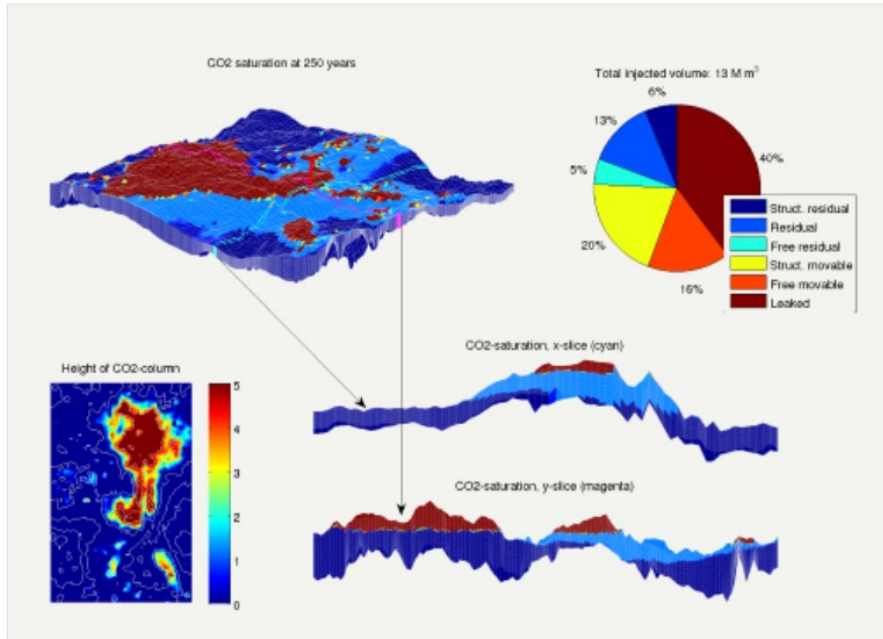 CO2 saturation at 250 years
Total injected volume: 13 M m³
6%
13%
40%
5%
20%
16%
Struct. residual
Residual
Free residual
Struct. movable
Free movable
Leaked
Height of CO2-column
5
4
3
2
1
0
CO2-saturation, x-slice (cyan)
CO2-saturation, y-slice (magenta)